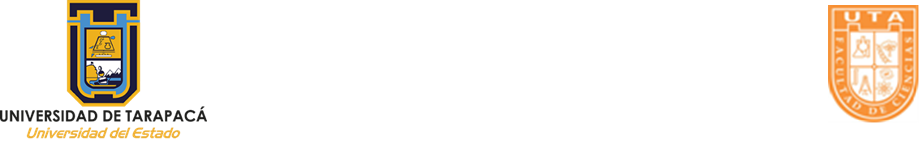 UNIVERSIDAD DE TARAPACÁ
Universidad del Estado
UTA
FACULTAD DE CIENCIAS